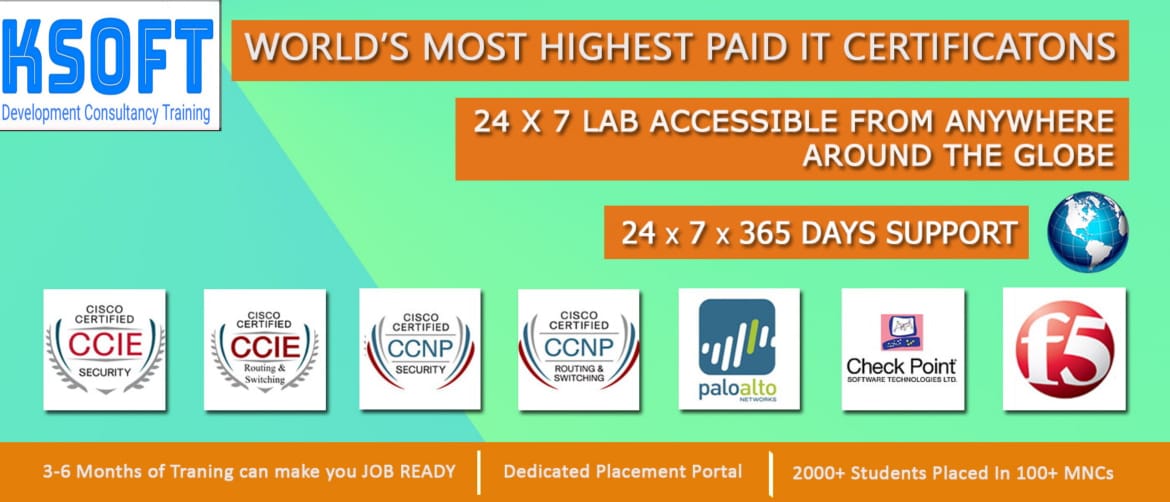 KSOFT
Development Consultancy Training
WORLD'S MOST HIGHEST PAID IT CERTIFICATONS
24 X 7 LAB ACCESSIBLE FROM ANYWHERE
AROUND THE GLOBE
24 x 7 x 365 DAYS SUPPORT
CISCO
CERTIFIED
CCIE
SECURITY
CISCO
CERTIFIED
CCIE
Routing &
Switching
CISCO
CERTIFIED
CCNP
SECURITY
CISCO
CERTIFIED
CCNP
ROUTING &
SWITCHING
paloalto
NETWORKS
Check Point
SOFTWARE TECHNOLOGIES LTD.
f5
3-6 Months of Traning can make you JOB READY
Dedicated Placement Portal
2000+ Students Placed In 100+ MNCs